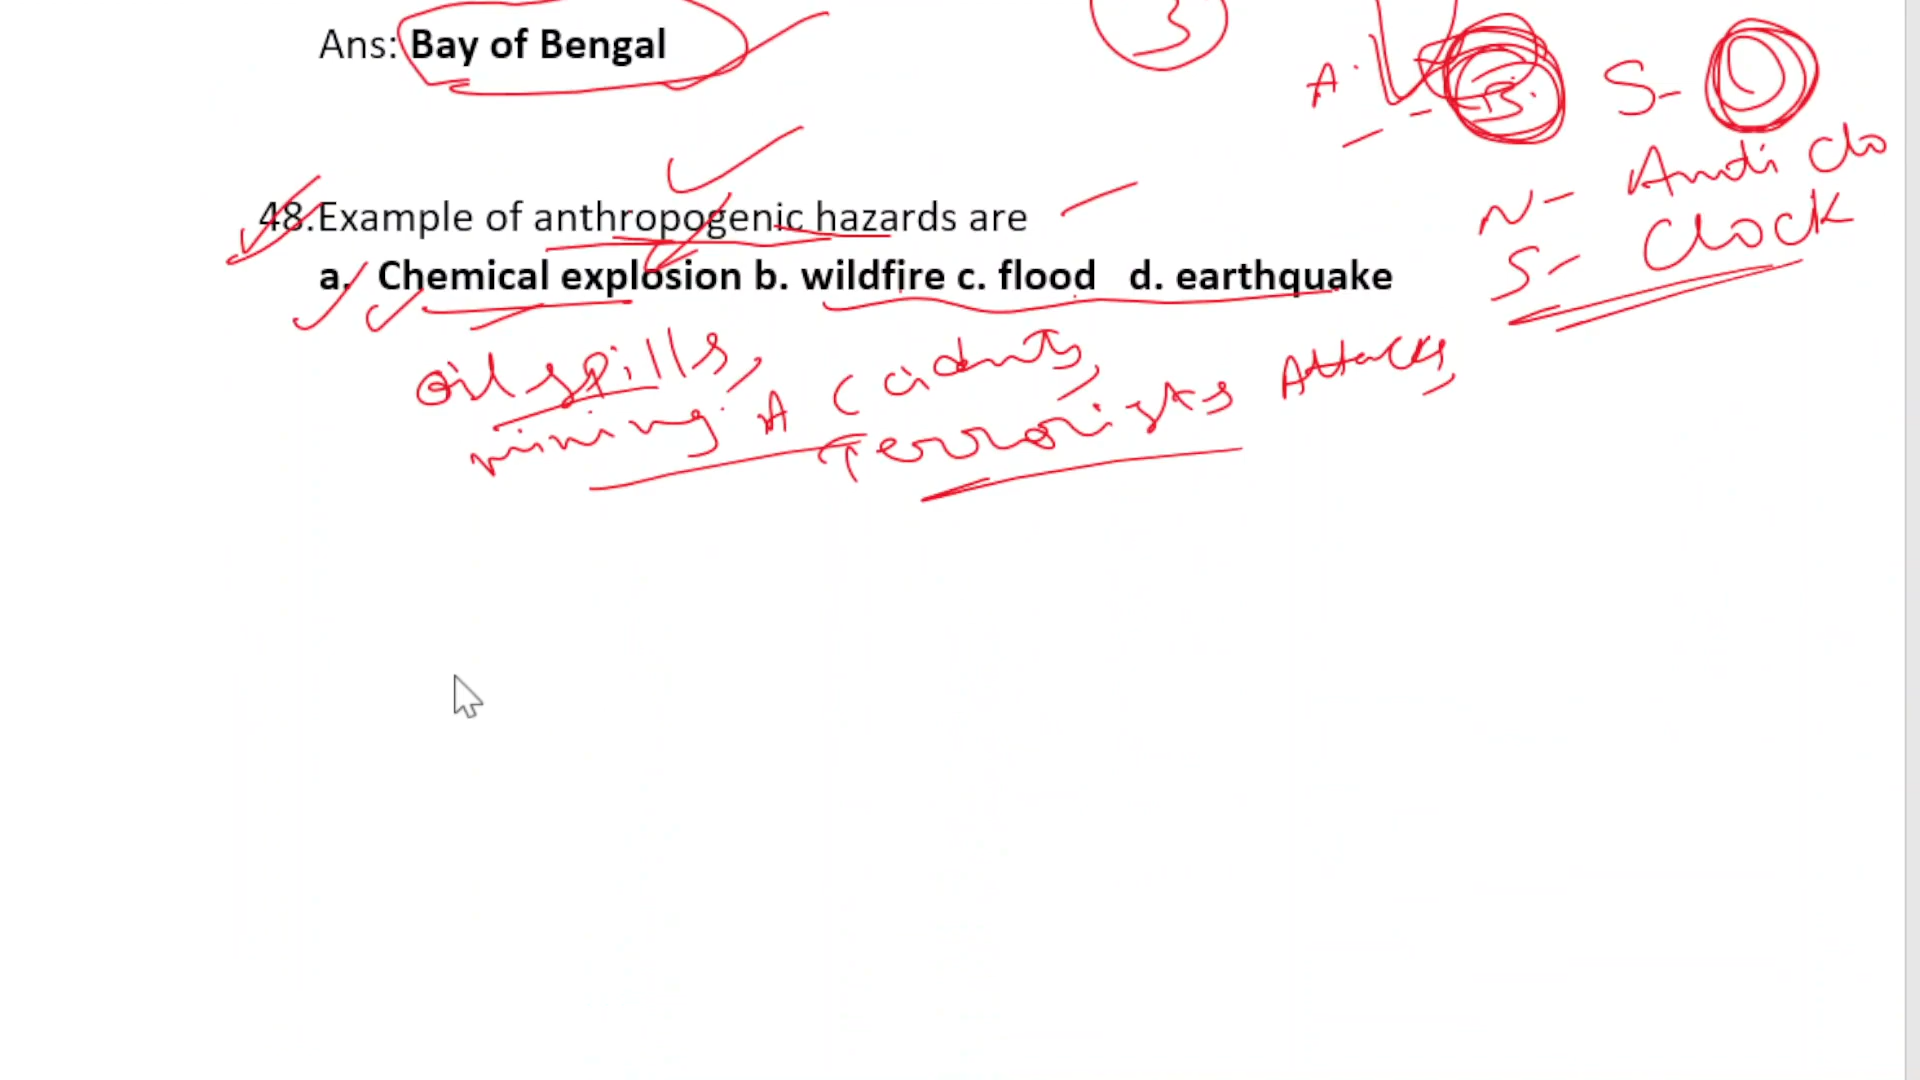 Ans: Bay of Bengal
3
A.
B.
S-
N- Anti clo
S- Clock
48.Example of anthropogenic hazards are
a. Chemical explosion b. wildfire c. flood d. earthquake
oil spills,
mining Accidents,
Terrorists Attacks,